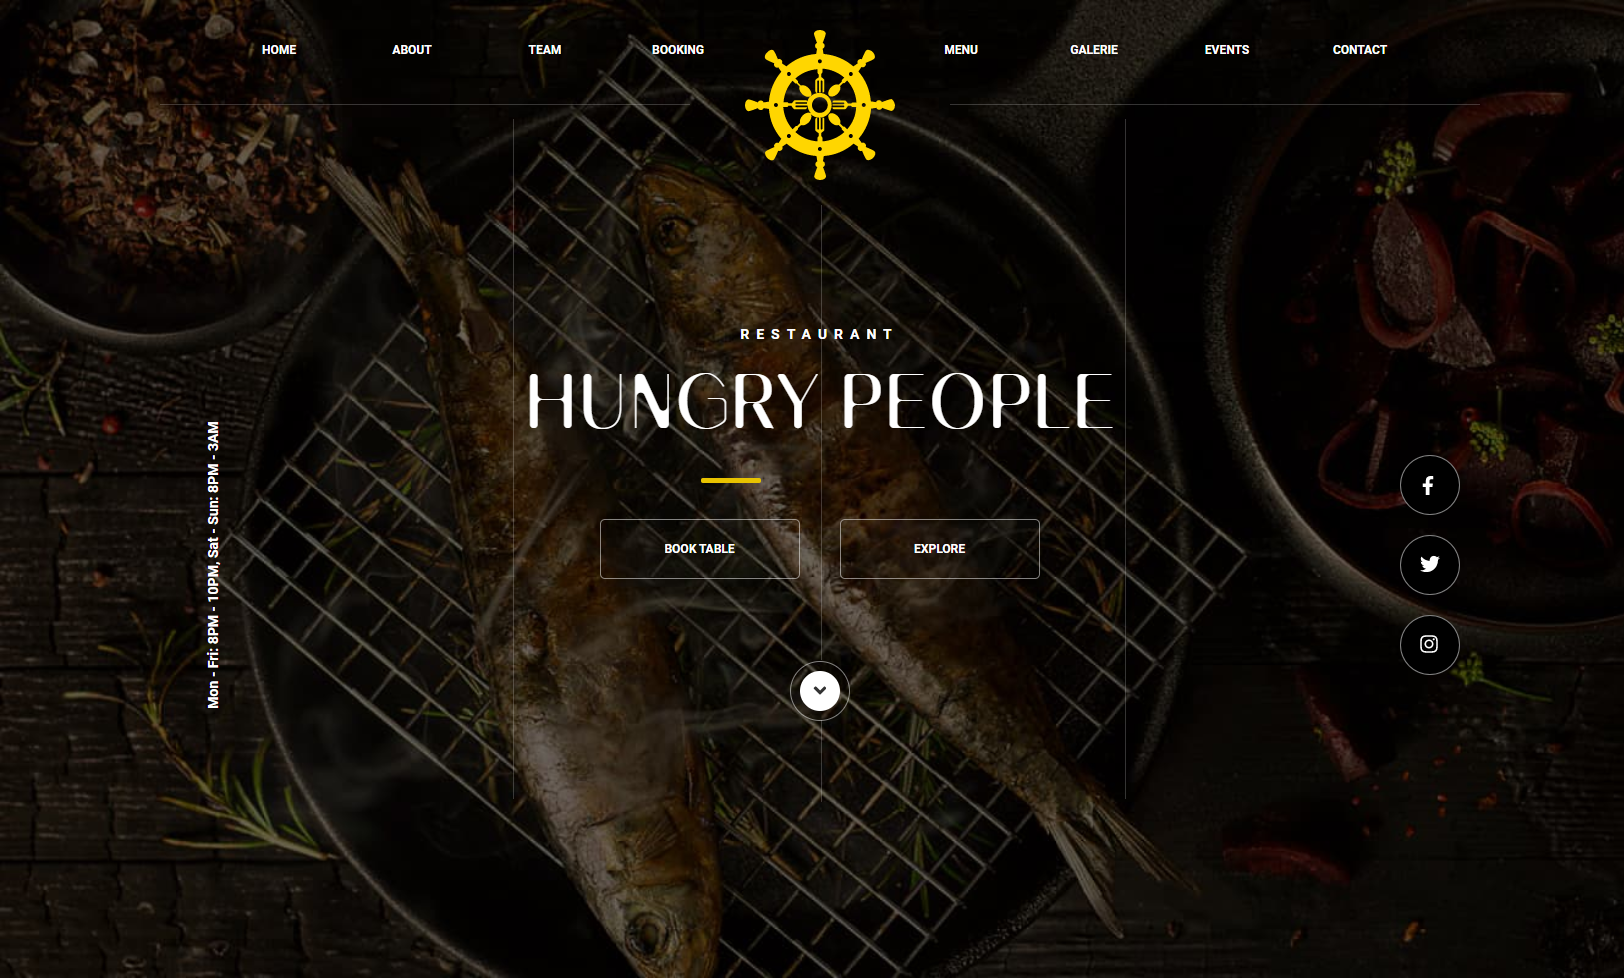 HOME
ABOUT
TEAM
BOOKING
MENU
GALERIE
EVENTS
CONTACT
RESTAURANT
HUNGRY PEOPLE
BOOK TABLE
EXPLORE
Mon - Fri: 8PM - 10PM, Sat - Sun: 8PM - 3AM